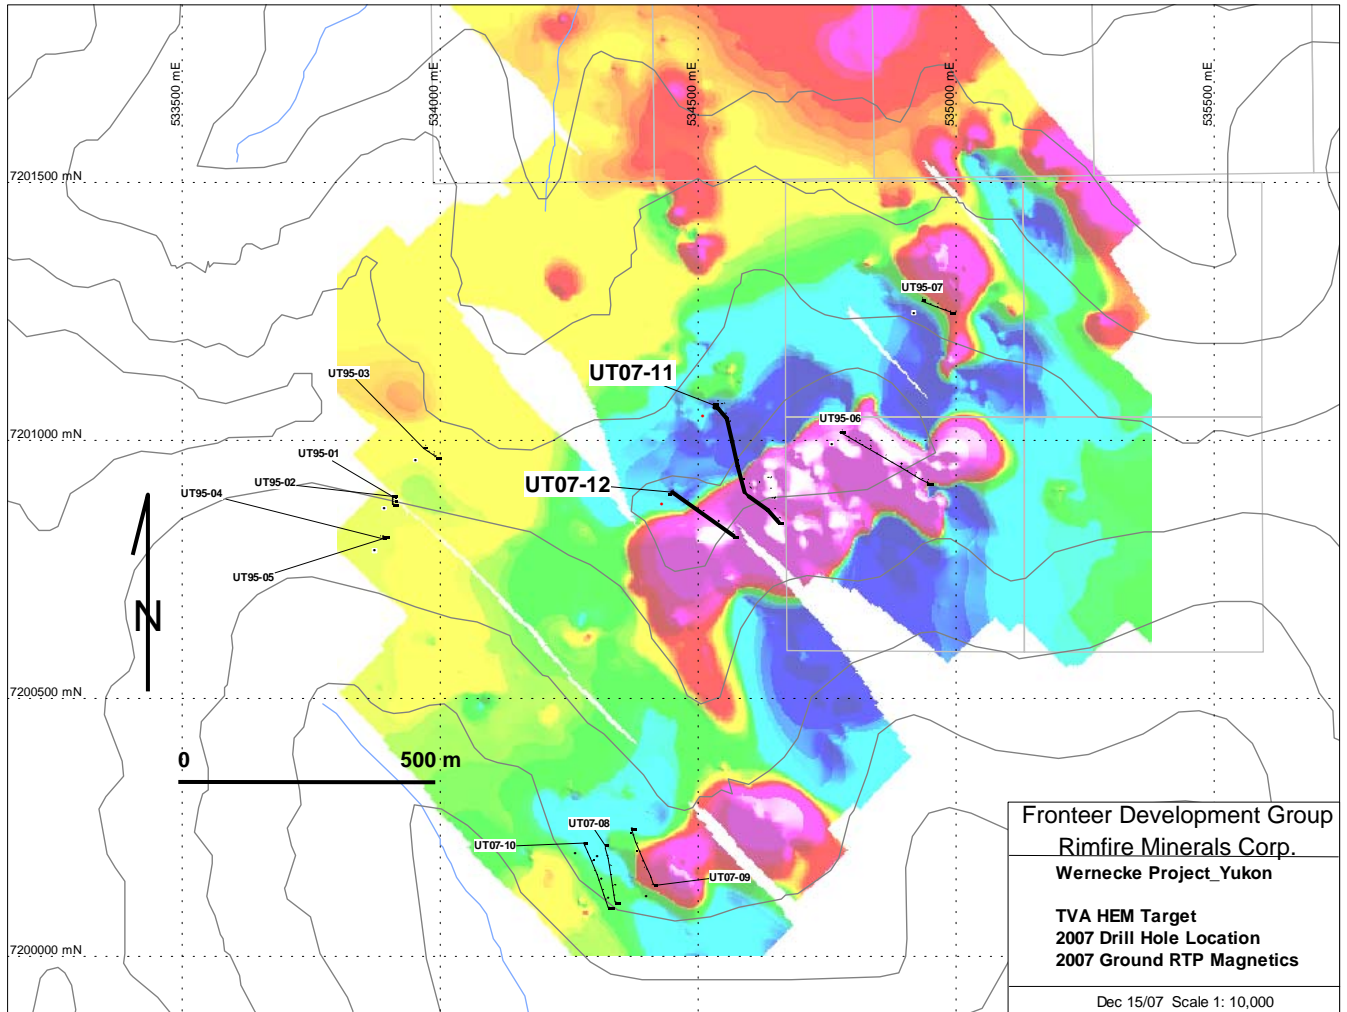 533500 mE
534000 mE
534500 mE
535000 mE
535500 mE
7201500 mN
UT95-07
UT07-11
UT95-03
UT95-06
7201000 mN
UT95-01
UT95-02
UT07-12
UT95-04
UT95-05
N
7200500 mN
0 500 m
UT07-08
UT07-10
UT07-09
7200000 mN
Fronteer Development Group
Rimfire Minerals Corp.
Wernecke Project_Yukon
TVA HEM Target
2007 Drill Hole Location
2007 Ground RTP Magnetics
Dec 15/07 Scale 1: 10,000